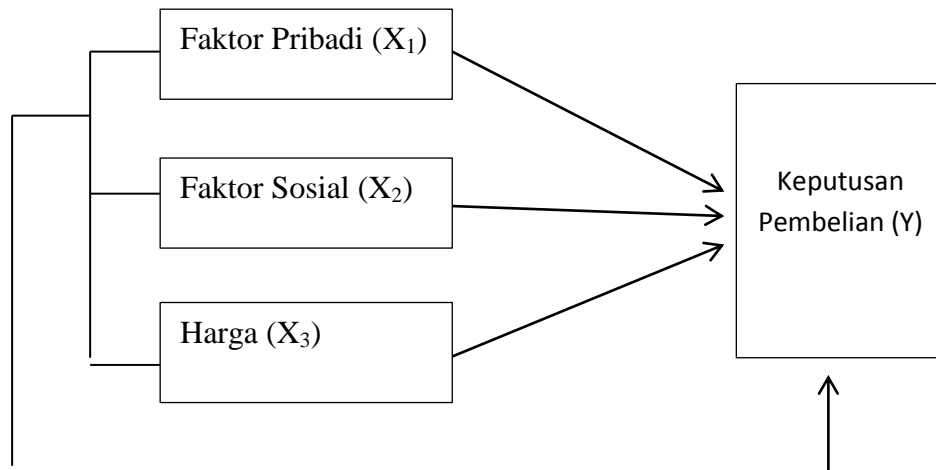 Faktor Pribadi (X₁)
Faktor Sosial (X₂)
Harga (X₃)
Keputusan
Pembelian (Y)